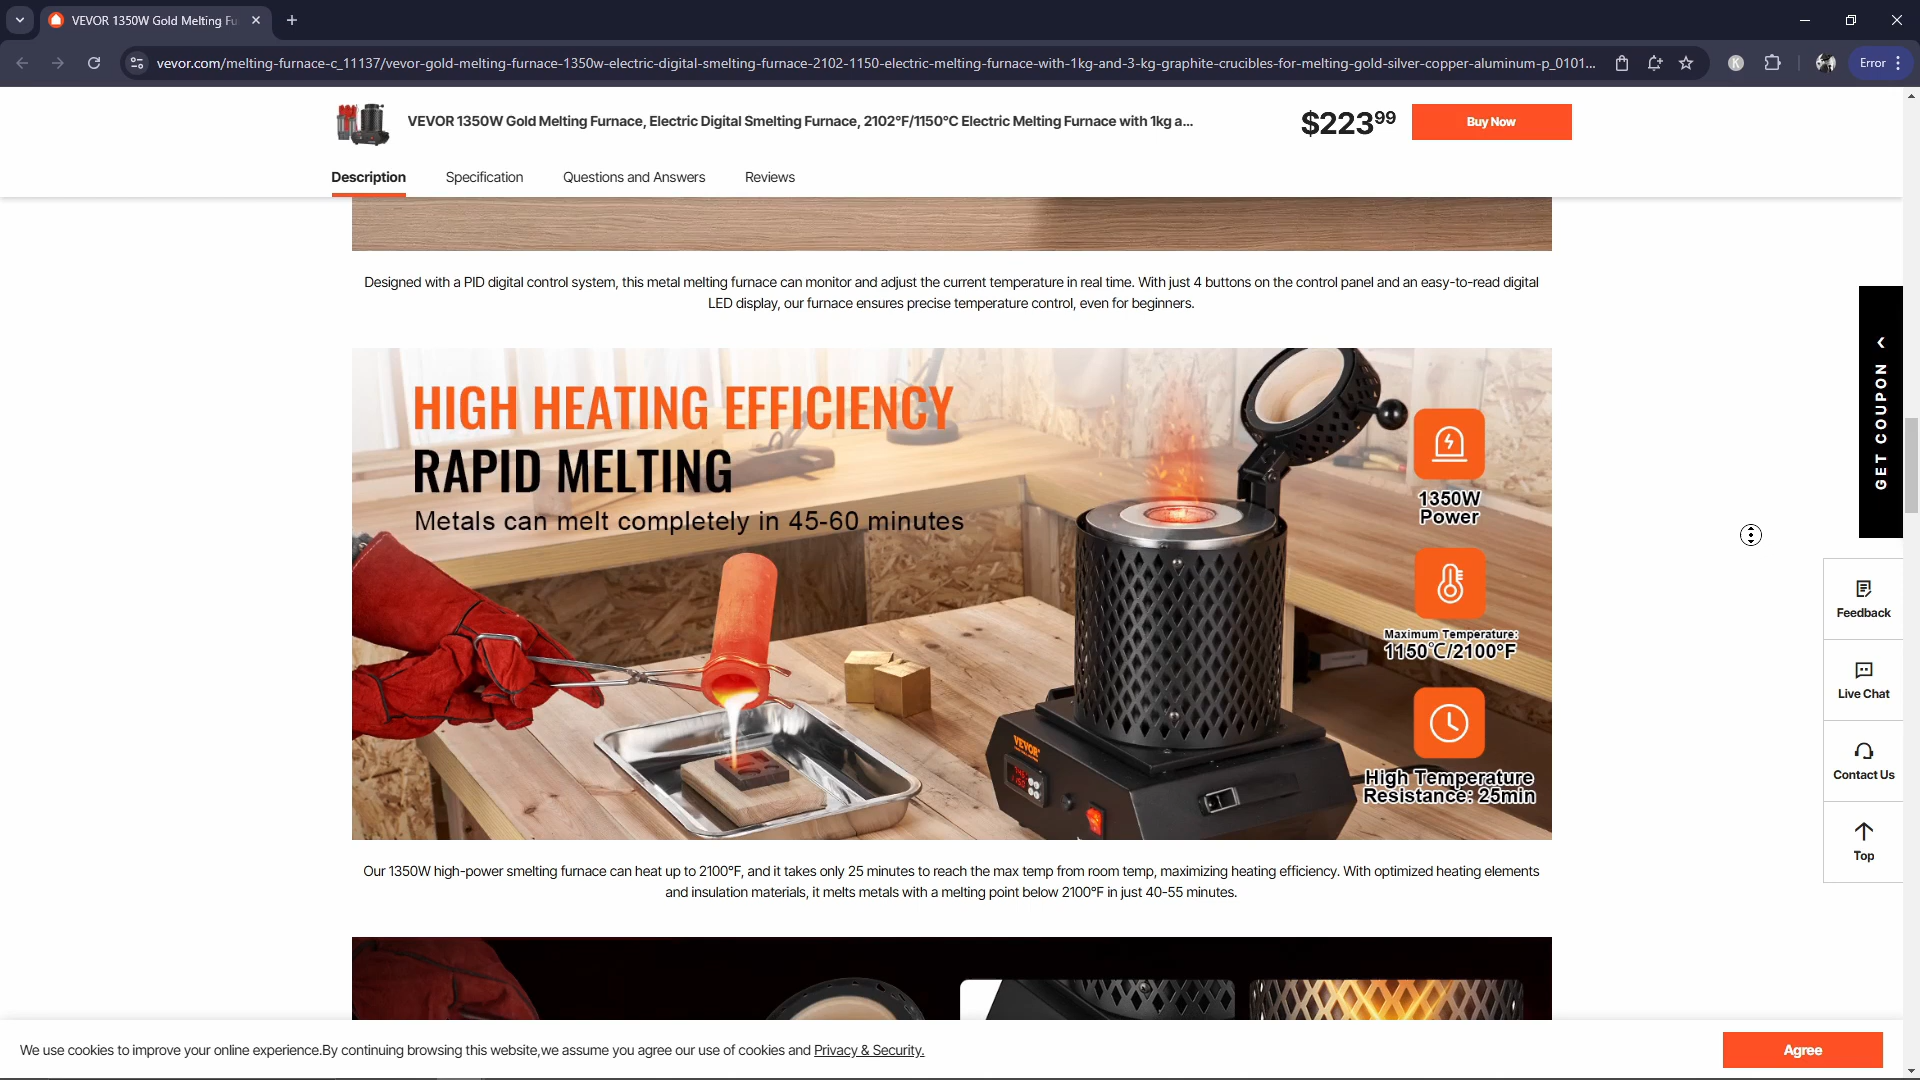 VEVOR 1350W Gold Melting Fu
vevor.com/melting-furnace-c_11137/vevor-gold-melting-furnace-1350w-electric-digital-smelting-furnace-2102-1150-electric-melting-furnace-with-1kg-and-3-kg-graphite-crucibles-for-melting-gold-silver-copper-aluminum-p_0101...
K
Error
VEVOR 1350W Gold Melting Furnace, Electric Digital Smelting Furnace, 2102°F/1150°C Electric Melting Furnace with 1kg a...
$223.99
Buy Now
Description
Specification
Questions and Answers
Reviews
Designed with a PID digital control system, this metal melting furnace can monitor and adjust the current temperature in real time. With just 4 buttons on the control panel and an easy-to-read digital
LED display, our furnace ensures precise temperature control, even for beginners.
HIGH HEATING EFFICIENCY
RAPID MELTING
Metals can melt completely in 45-60 minutes
1350W
Power
Maximum Temperature:
1150℃/2100°F
High Temperature
Resistance: 25min
VEVOR
GET COUPON
Feedback
Live Chat
Contact Us
Top
Our 1350W high-power smelting furnace can heat up to 2100°F, and it takes only 25 minutes to reach the max temp from room temp, maximizing heating efficiency. With optimized heating elements
and insulation materials, it melts metals with a melting point below 2100°F in just 40-55 minutes.
We use cookies to improve your online experience.By continuing browsing this website,we assume you agree our use of cookies and Privacy & Security.
Agree